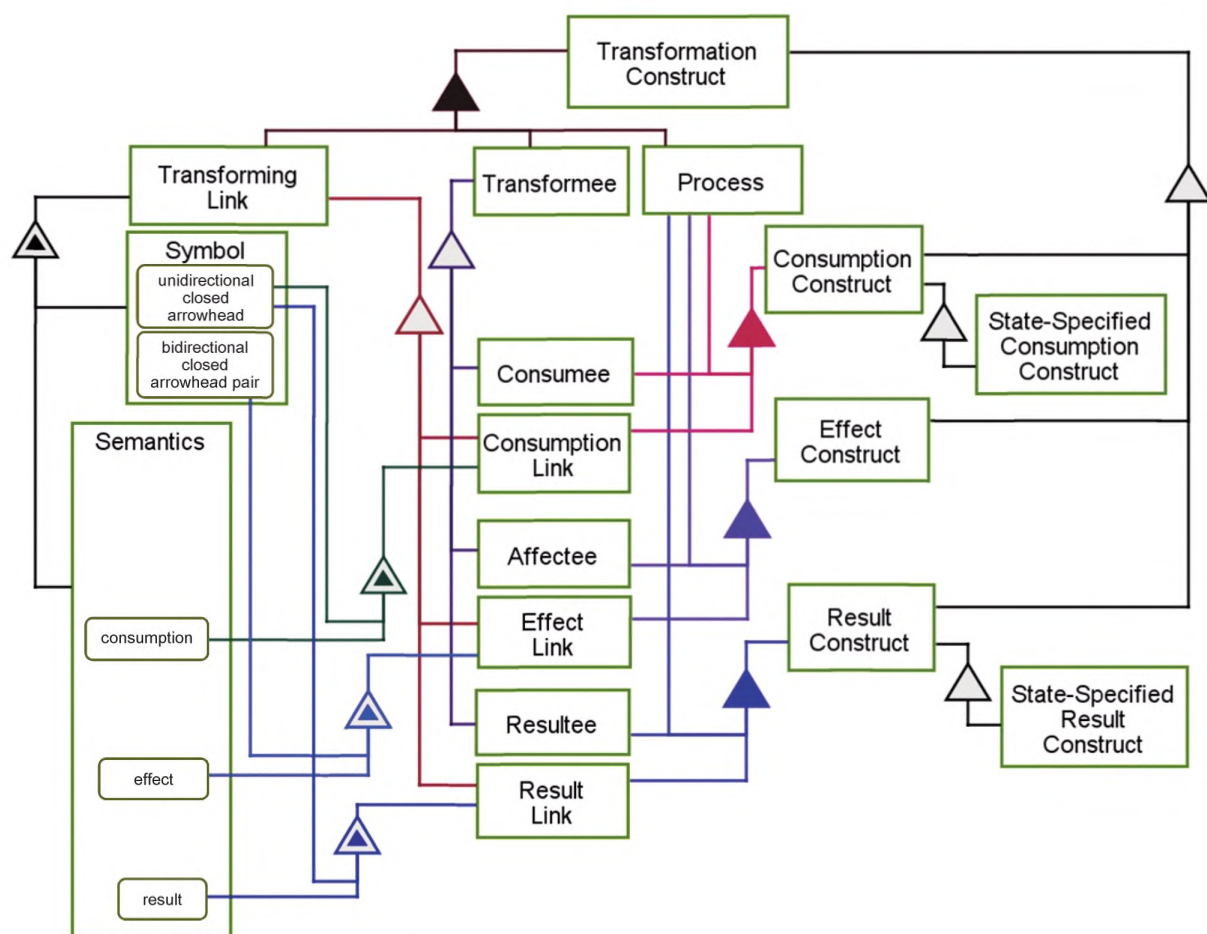 Transformation
Construct
Transforming
Link
Transformee
Process
Symbol
unidirectional
closed
arrowhead
bidirectional
closed
arrowhead pair
Consumption
Construct
State-Specified
Consumption
Construct
Consumee
Semantics
Consumption
Link
Effect
Construct
Affectee
consumption
Effect
Link
Result
Construct
State-Specified
Result
Construct
Resultee
effect
Result
Link
result